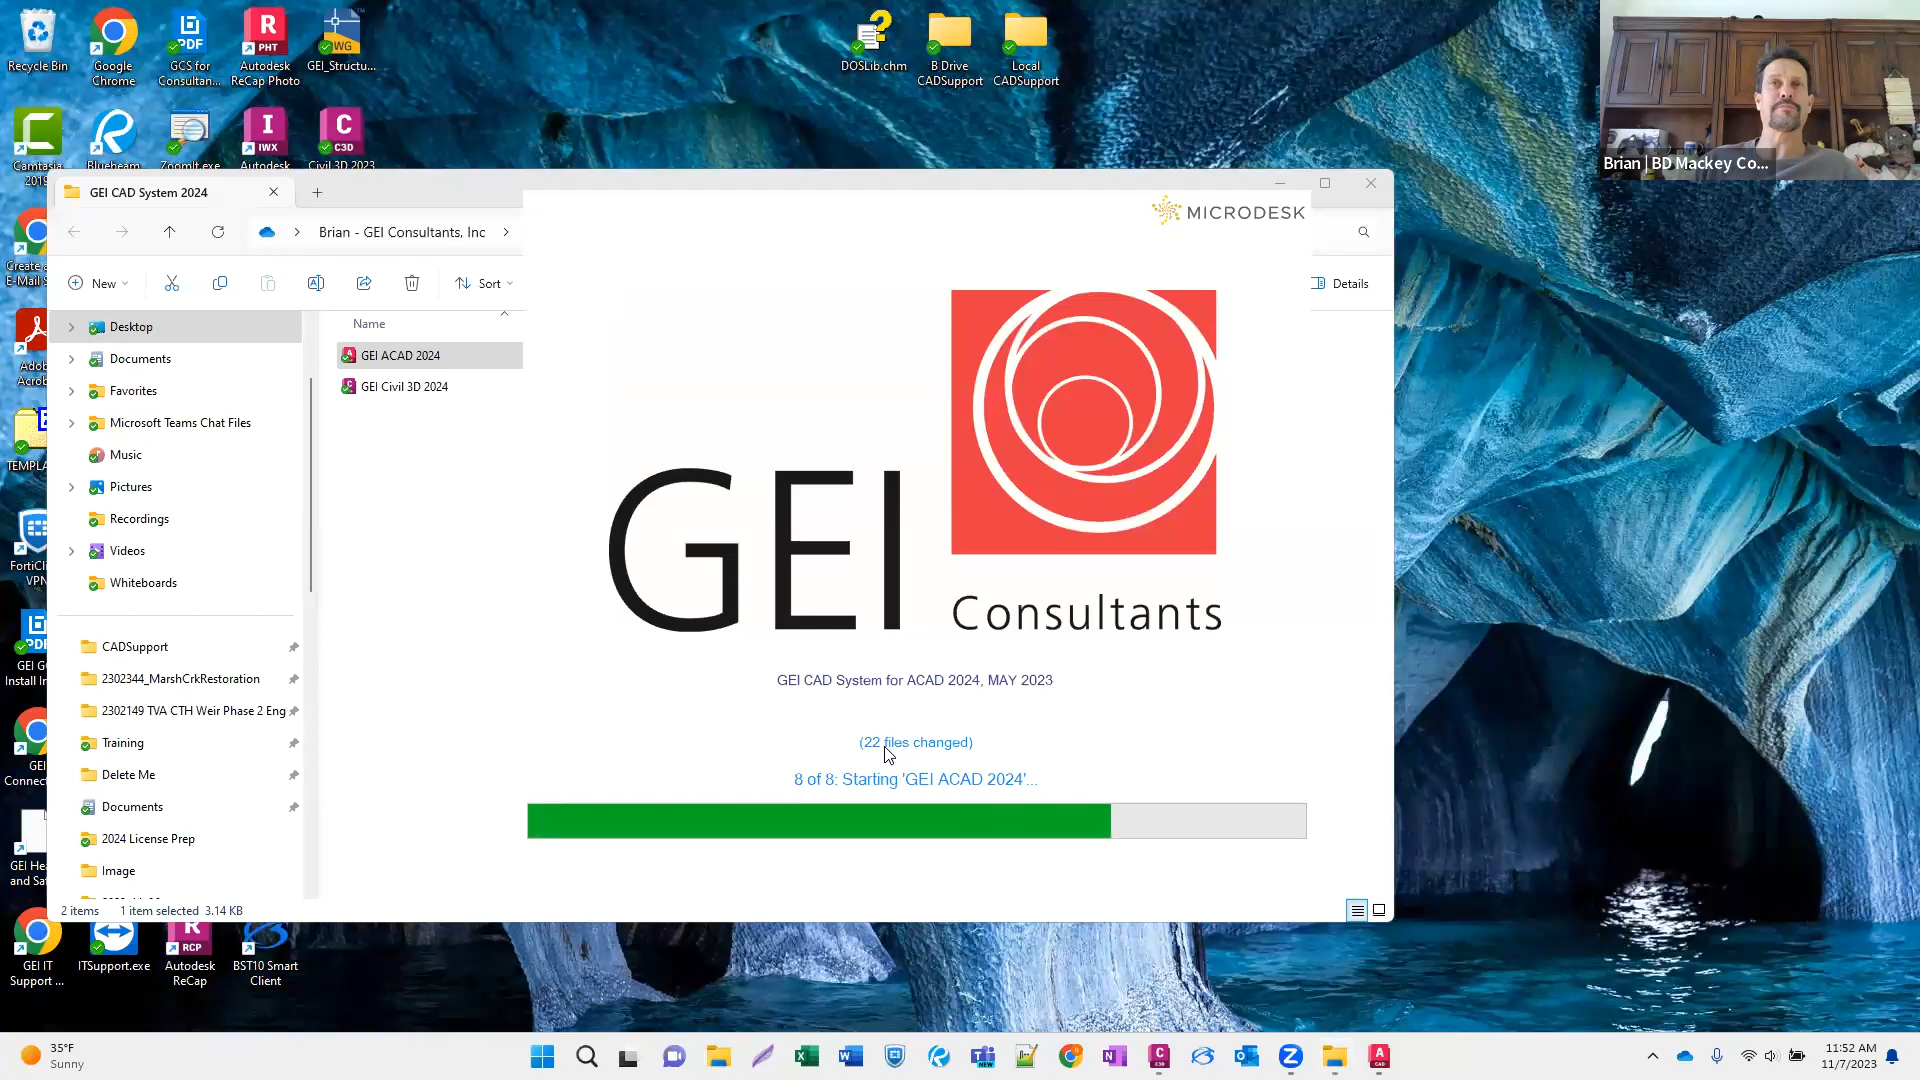 Recycle Bin
Google
Chrome
GCS for
Consultan...
Autodesk
ReCap Photo
GEI_Structu...
DOSLib.chm
B Drive
CADSupport
Local
CADSupport
Brian | BD Mackey Co...
Camtasia
2019
Bluebeam
ZoomIt.exe
Autodesk
Civil 3D 2023
GEI CAD System 2024
MICRODESK
Brian - GEI Consultants, Inc
New
Sort
Details
Desktop
Documents
Favorites
Microsoft Teams Chat Files
Music
Pictures
Recordings
Videos
Whiteboards
CADSupport
2302344_MarshCrkRestoration
2302149 TVA CTH Weir Phase 2 Eng
Training
Delete Me
Documents
2024 License Prep
Image
Name
GEI ACAD 2024
GEI Civil 3D 2024
GEI
Consultants
GEI CAD System for ACAD 2024, MAY 2023
(22 files changed)
8 of 8: Starting 'GEI ACAD 2024'...
2 items
1 item selected 3.14 KB
GEI IT
Support ...
ITSupport.exe
Autodesk
ReCap
BST10 Smart
Client
35°F
Sunny
11:52 AM
11/7/2023